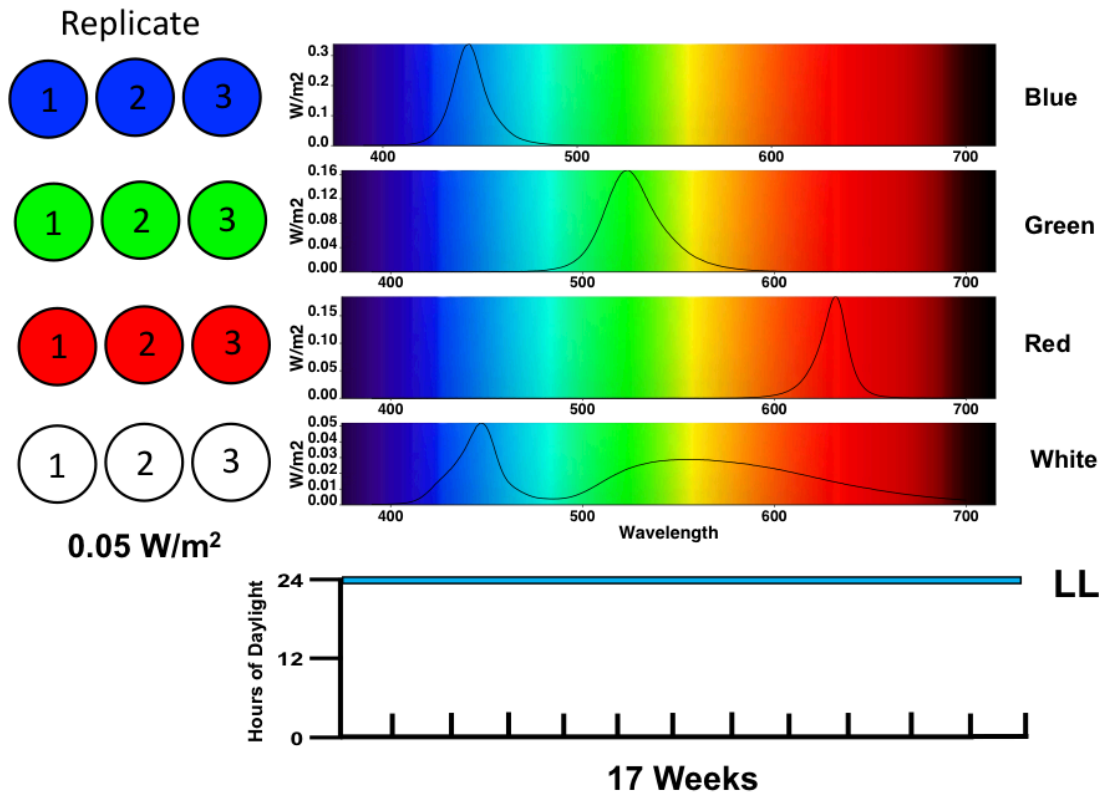 Replicate
1 2 3
0.3
0.2
0.1
0.0
W/m2
400 500 600 700
Blue
1 2 3
0.16
0.12
0.08
0.04
0.00
W/m2
400 500 600 700
Green
1 2 3
0.15
0.10
0.05
0.00
W/m2
400 500 600 700
Red
1 2 3
0.05
0.04
0.03
0.02
0.01
0.00
W/m2
400 500 600 700
Wavelength
White
0.05 W/m²
24
12
0
Hours of Daylight
LL
17 Weeks